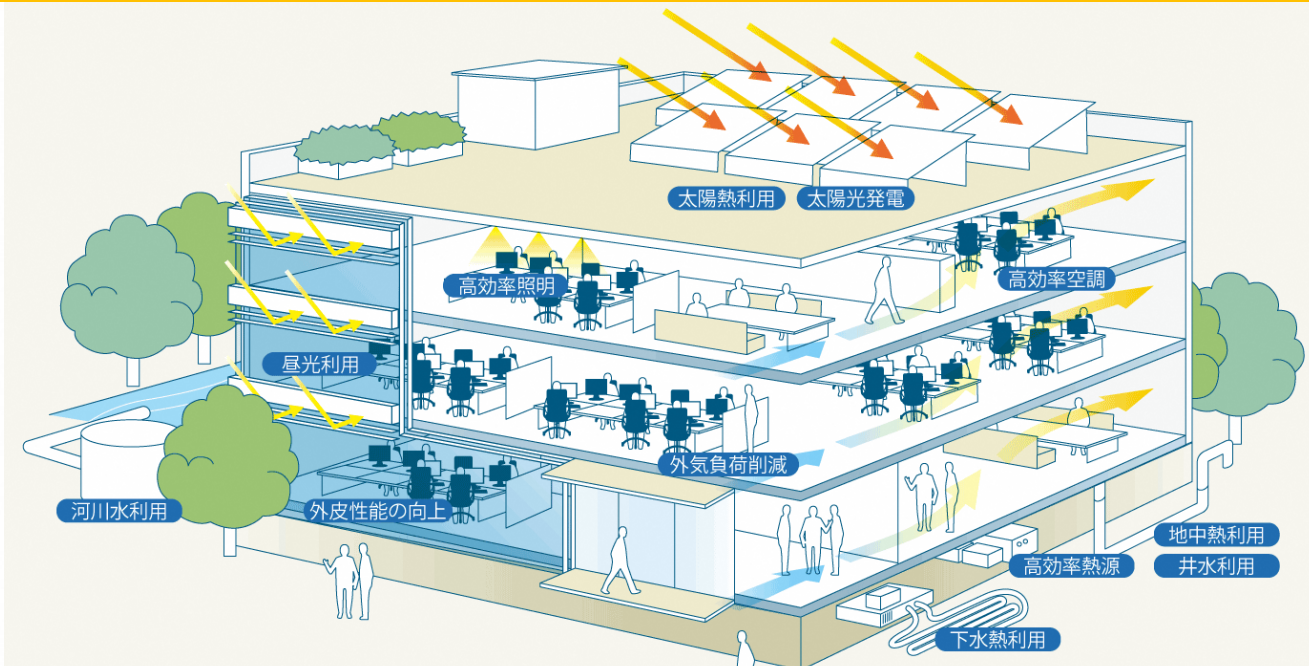 太陽熱利用
太陽光発電
高効率照明
高効率空調
昼光利用
外気負荷削減
河川水利用
外皮性能の向上
地中熱利用
高効率熱源
井水利用
下水熱利用